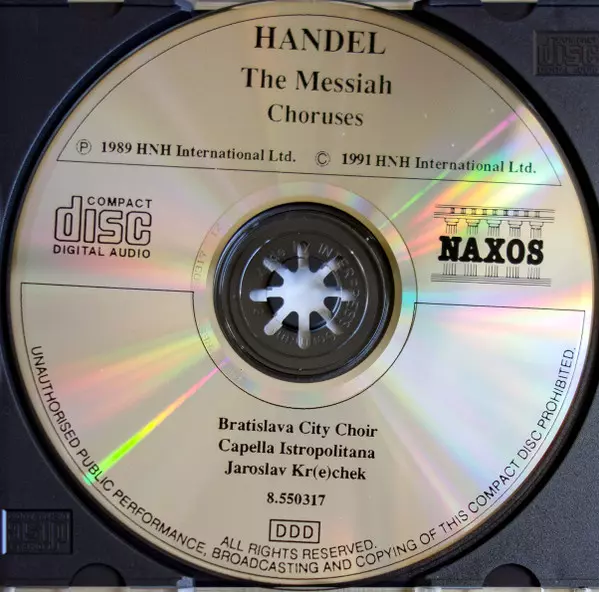 HANDEL
The Messiah
Choruses
Ⓟ 1989 HNH International Ltd. © 1991 HNH International Ltd.
COMPACT
disc
DIGITAL AUDIO
NAXOS
Bratislava City Choir
Capella Istropolitana
Jaroslav Kr(e)chek
8.550317
DDD
ALL RIGHTS RESERVED.
UNAUTHORISED PUBLIC PERFORMANCE, BROADCASTING AND COPYING OF THIS COMPACT DISC PROHIBITED.